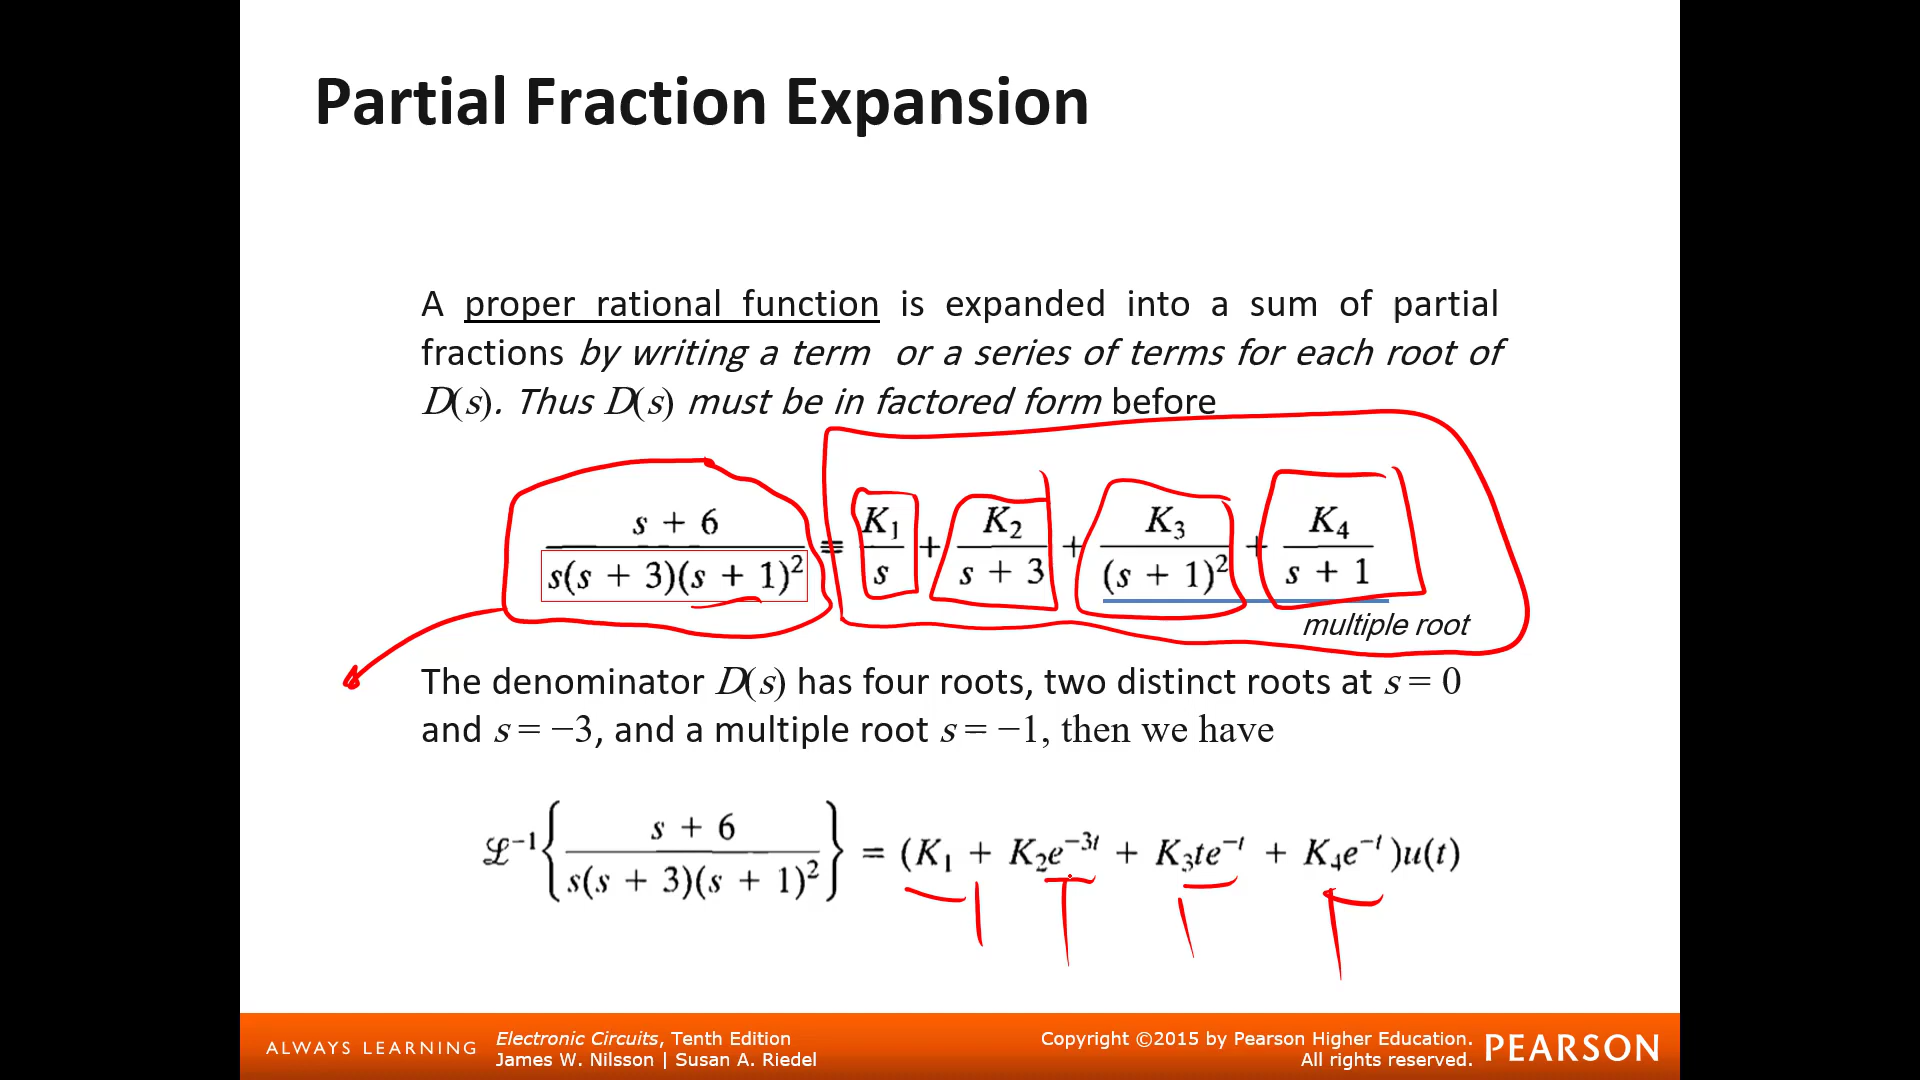 Partial Fraction Expansion
A proper rational function is expanded into a sum of partial
fractions by writing a term or a series of terms for each root of
D(s). Thus D(s) must be in factored form before
s + 6 / s(s + 3)(s + 1)² ≡ K₁/s + K₂/(s + 3) + K₃/(s + 1)² + K₄/(s + 1)
multiple root
The denominator D(s) has four roots, two distinct roots at s = 0
and s = −3, and a multiple root s = −1, then we have
ℒ⁻¹{s + 6 / s(s + 3)(s + 1)²} = (K₁ + K₂e⁻³ᵗ + K₃te⁻ᵗ + K₄e⁻ᵗ)u(t)
ALWAYS LEARNING
Electronic Circuits, Tenth Edition
James W. Nilsson | Susan A. Riedel
Copyright ©2015 by Pearson Higher Education.
All rights reserved.
PEARSON